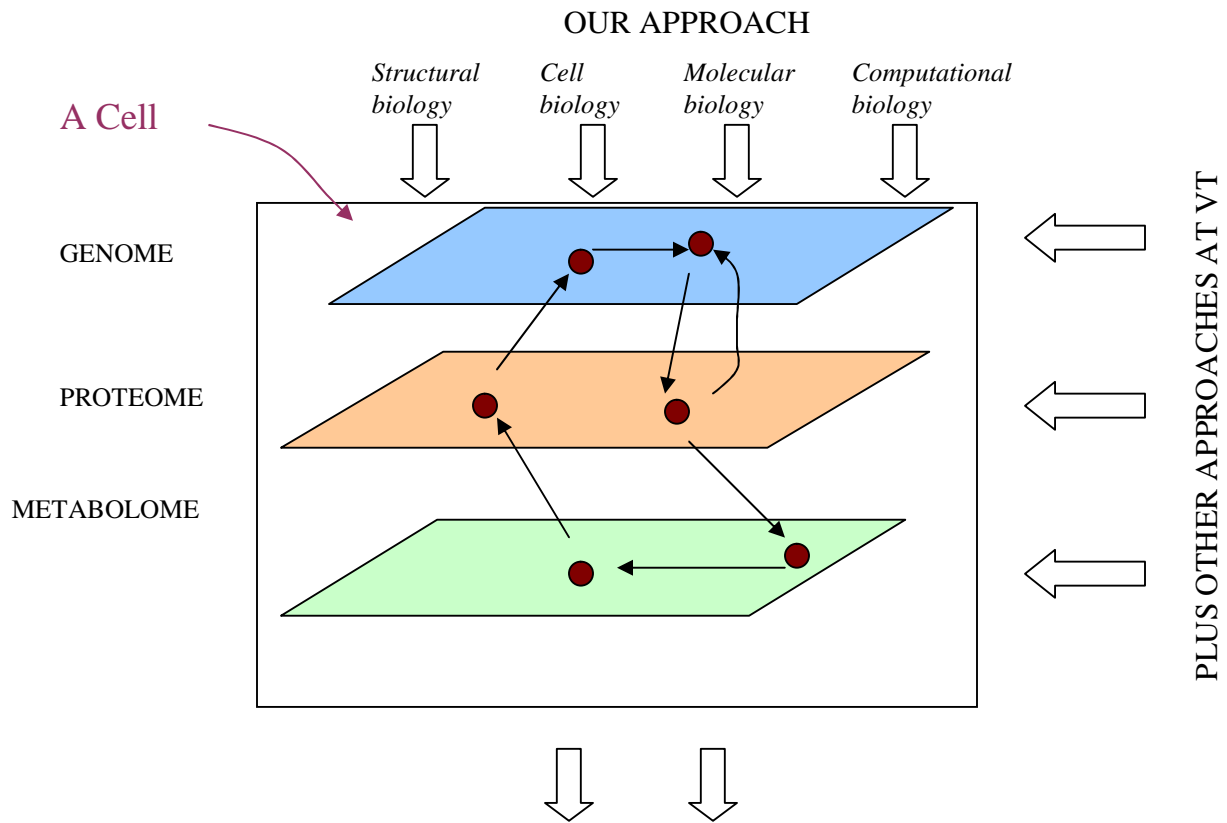 OUR APPROACH
Structural
biology
Cell
biology
Molecular
biology
Computational
biology
A Cell
GENOME
PROTEOME
METABOLOME
PLUS OTHER APPROACHES AT VT